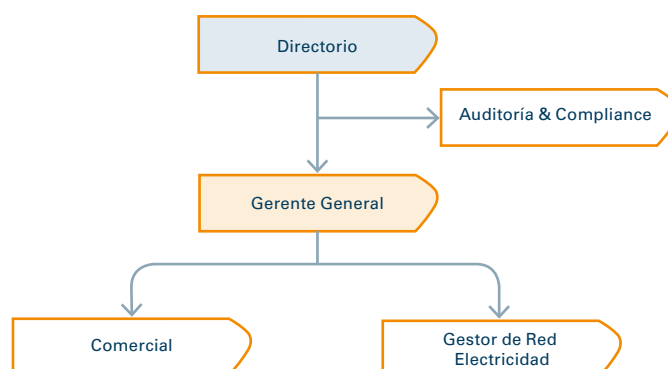 Directorio
Auditoría & Compliance
Gerente General
Comercial
Gestor de Red
Electricidad